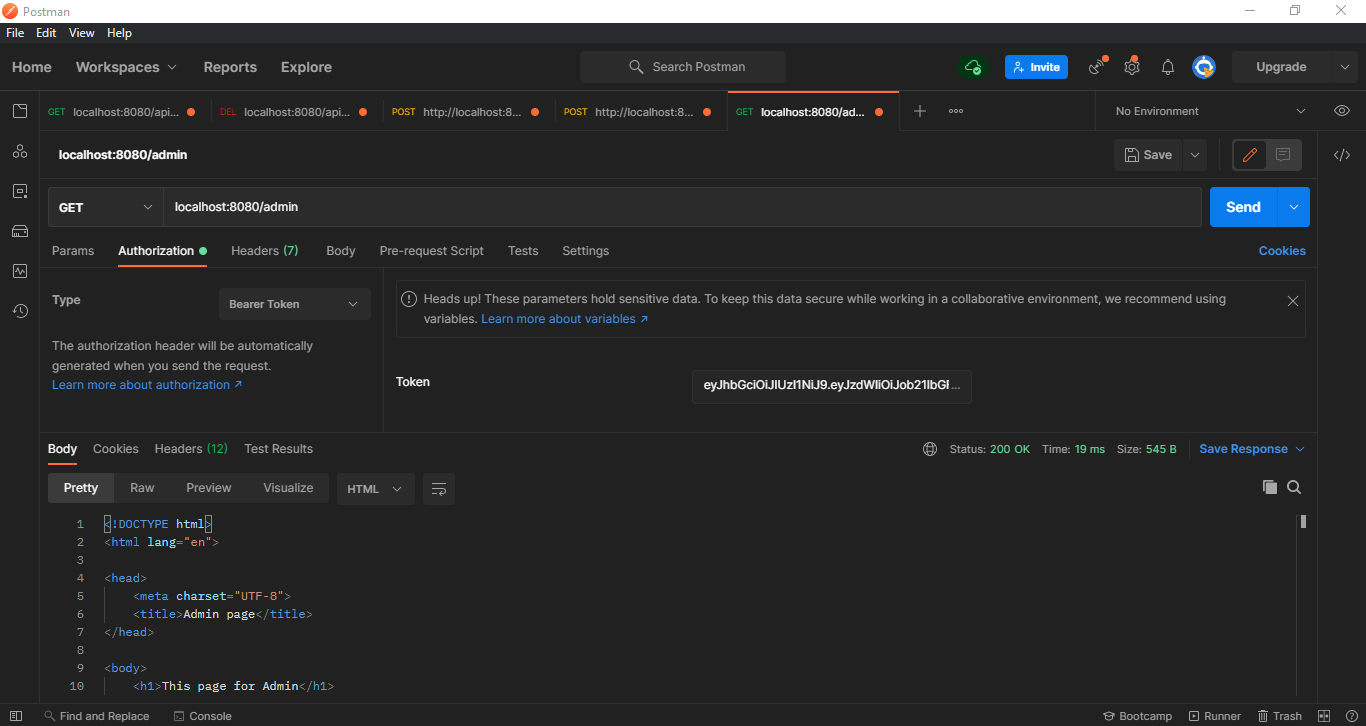 Postman
File Edit View Help
Home Workspaces Reports Explore Search Postman Invite Upgrade
GET localhost:8080/api... DEL localhost:8080/api... POST http://localhost:8... POST http://localhost:8... GET localhost:8080/ad... No Environment
localhost:8080/admin Save
GET localhost:8080/admin Send
Params Authorization Headers (7) Body Pre-request Script Tests Settings Cookies
Type Bearer Token
Heads up! These parameters hold sensitive data. To keep this data secure while working in a collaborative environment, we recommend using
variables. Learn more about variables ↗
The authorization header will be automatically
generated when you send the request.
Learn more about authorization ↗
Token
Body Cookies Headers (12) Test Results Status: 200 OK Time: 19 ms Size: 545 B Save Response
Pretty Raw Preview Visualize HTML
1 <!DOCTYPE html>
2 <html lang="en">
3
4 <head>
5 <meta charset="UTF-8">
6 <title>Admin page</title>
7 </head>
8
9 <body>
10 <h1>This page for Admin</h1>
Find and Replace Console Bootcamp Runner Trash